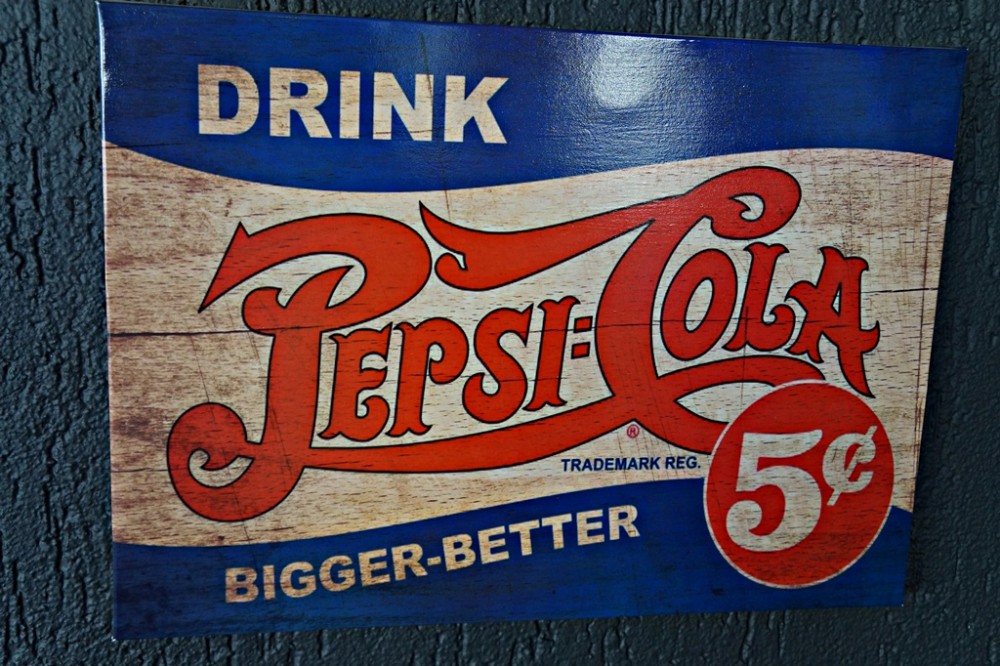 DRINK
PEPSI:COLA
®
TRADEMARK REG.
5¢
BIGGER-BETTER